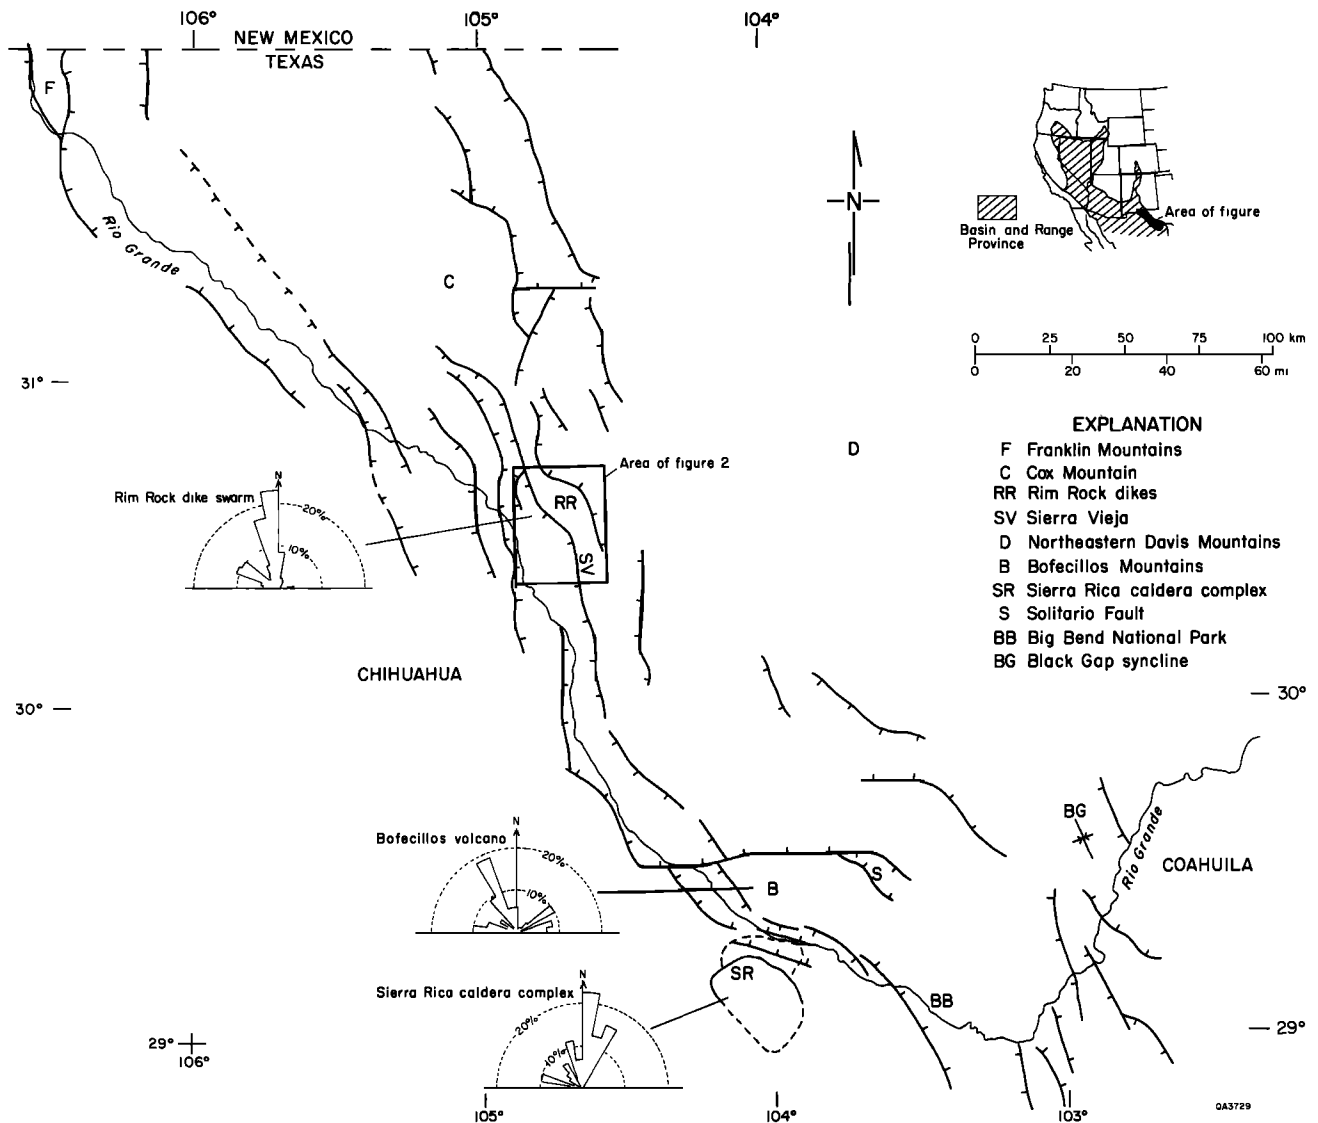 106°
105°
104°
NEW MEXICO
TEXAS
F
Rio Grande
C
N
Basin and Range
Province
Area of figure
0 25 50 75 100 km
0 20 40 60 mi
31°
D
EXPLANATION
F Franklin Mountains
C Cox Mountain
RR Rim Rock dikes
SV Sierra Vieja
D Northeastern Davis Mountains
B Bofecillos Mountains
SR Sierra Rica caldera complex
S Solitario Fault
BB Big Bend National Park
BG Black Gap syncline
Area of figure 2
RR
SV
N
Rim Rock dike swarm
20%
10%
CHIHUAHUA
30°
30°
BG
Rio Grande
COAHUILA
N
Bofecillos volcano
20%
10%
S
B
SR
N
Sierra Rica caldera complex
20%
10%
BB
29°
106°
29°
105°
104°
103°
QA3729